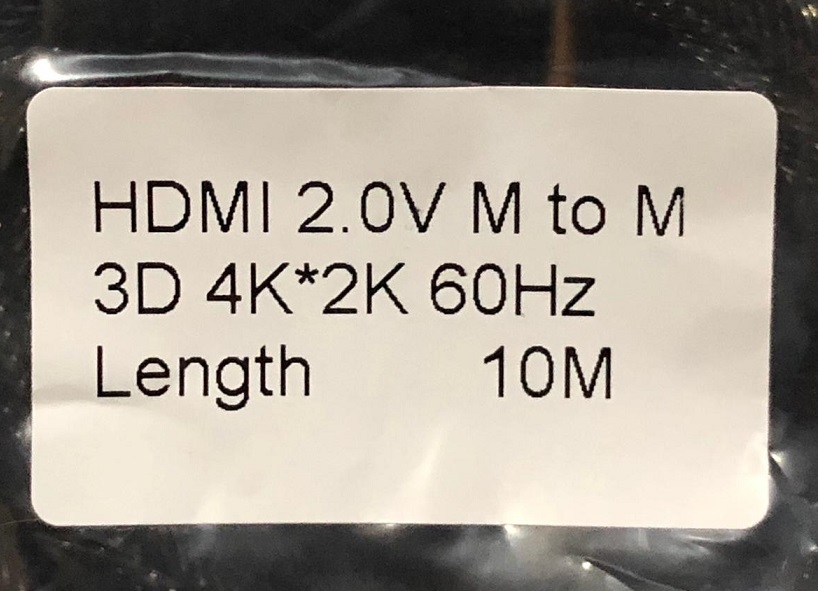 HDMI 2.0V M to M
3D 4K*2K 60Hz
Length 10M